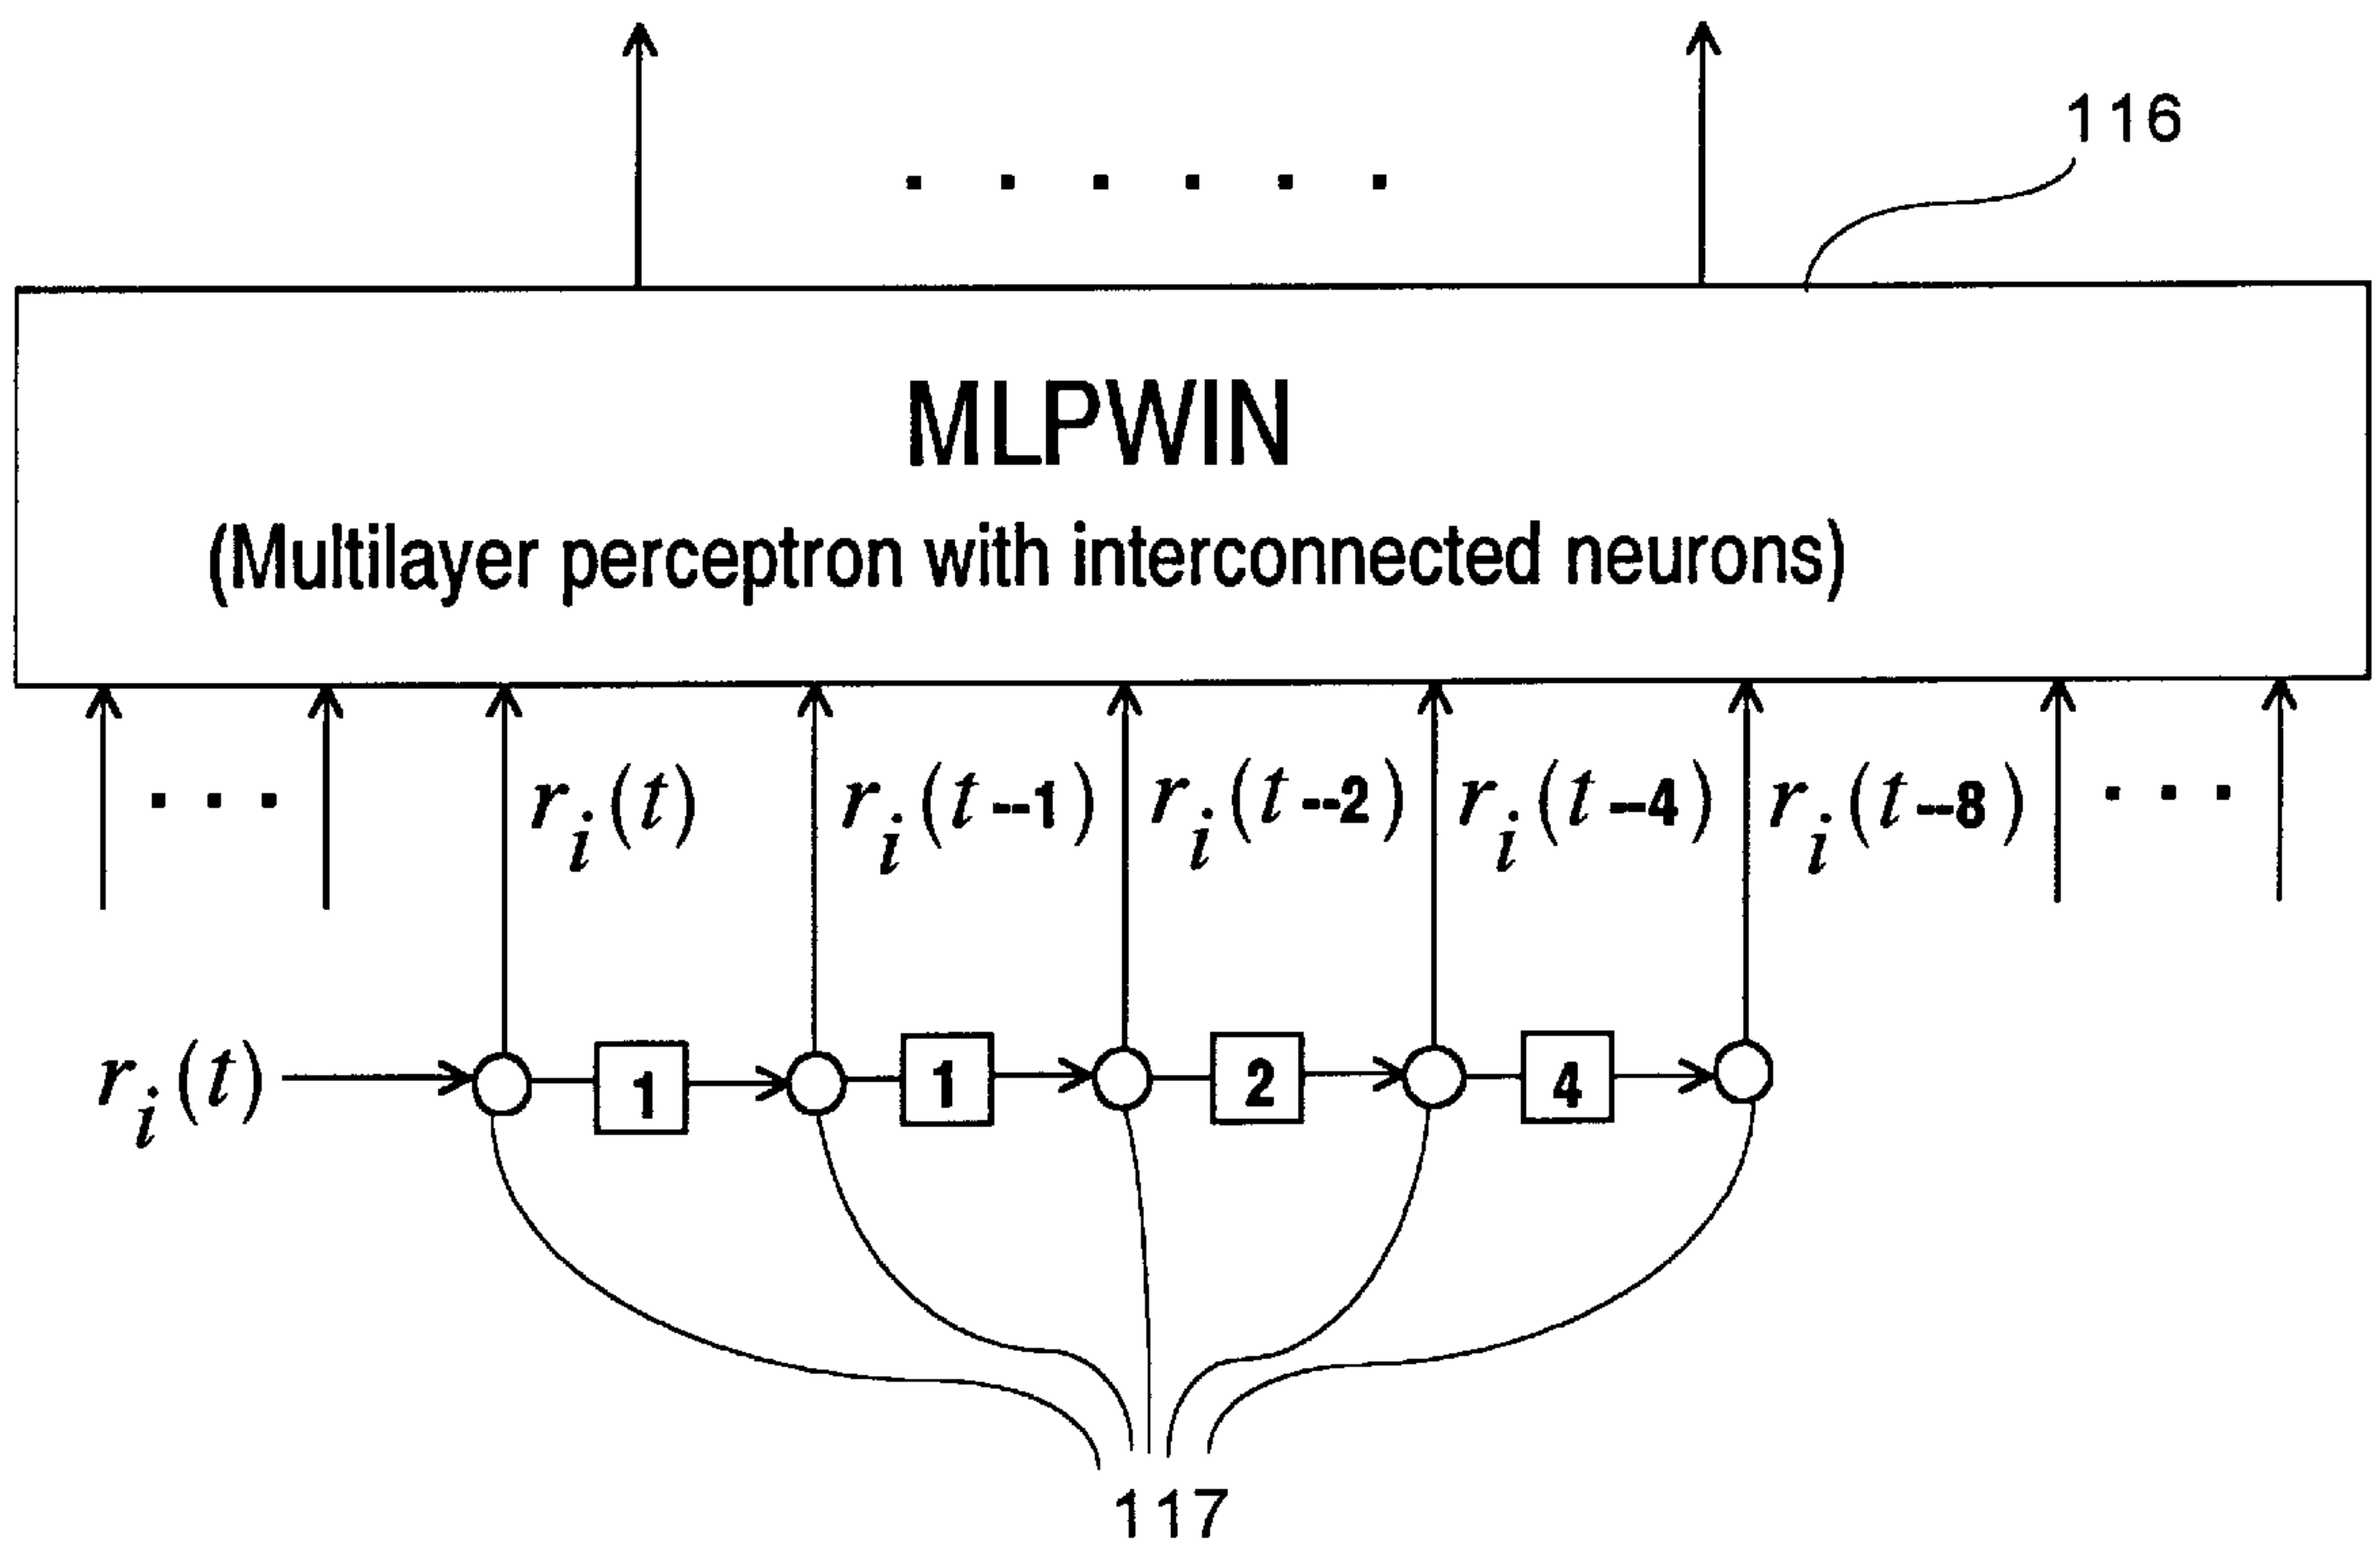 116
MLPWIN
(Multilayer perceptron with interconnected neurons)
r_i(t) r_i(t--1) r_i(t--2) r_i(t--4) r_i(t--8)
r_i(t) 1 1 2 4
117